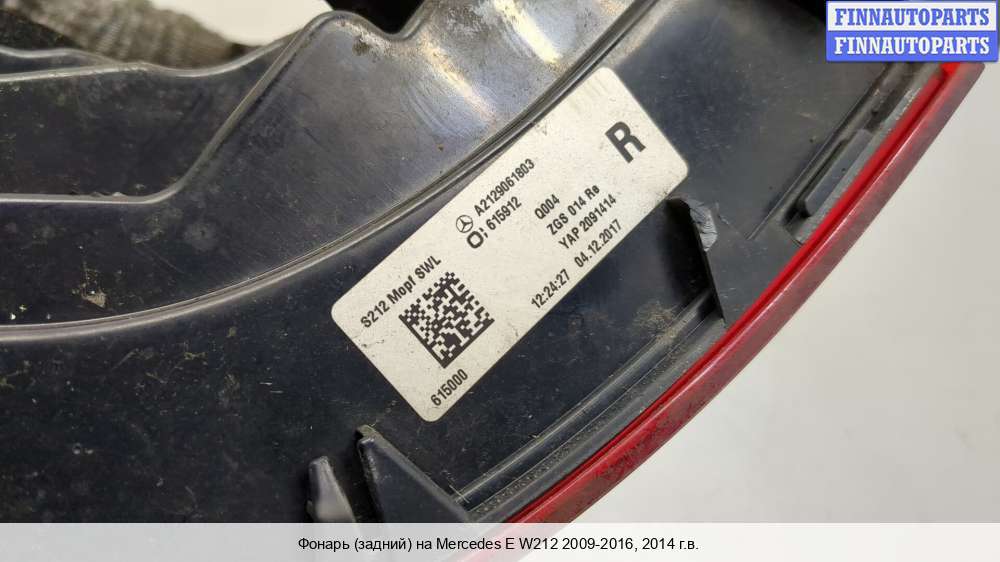 FINNAUTOPARTS
FINNAUTOPARTS
R
A2129061803
O; 615912
Q004
ZGS 014 Re
YAP 2091414
S212 Mopf SWL
12:24:27 04.12.2017
615000
Фонарь (задний) на Mercedes E W212 2009-2016, 2014 г.в.